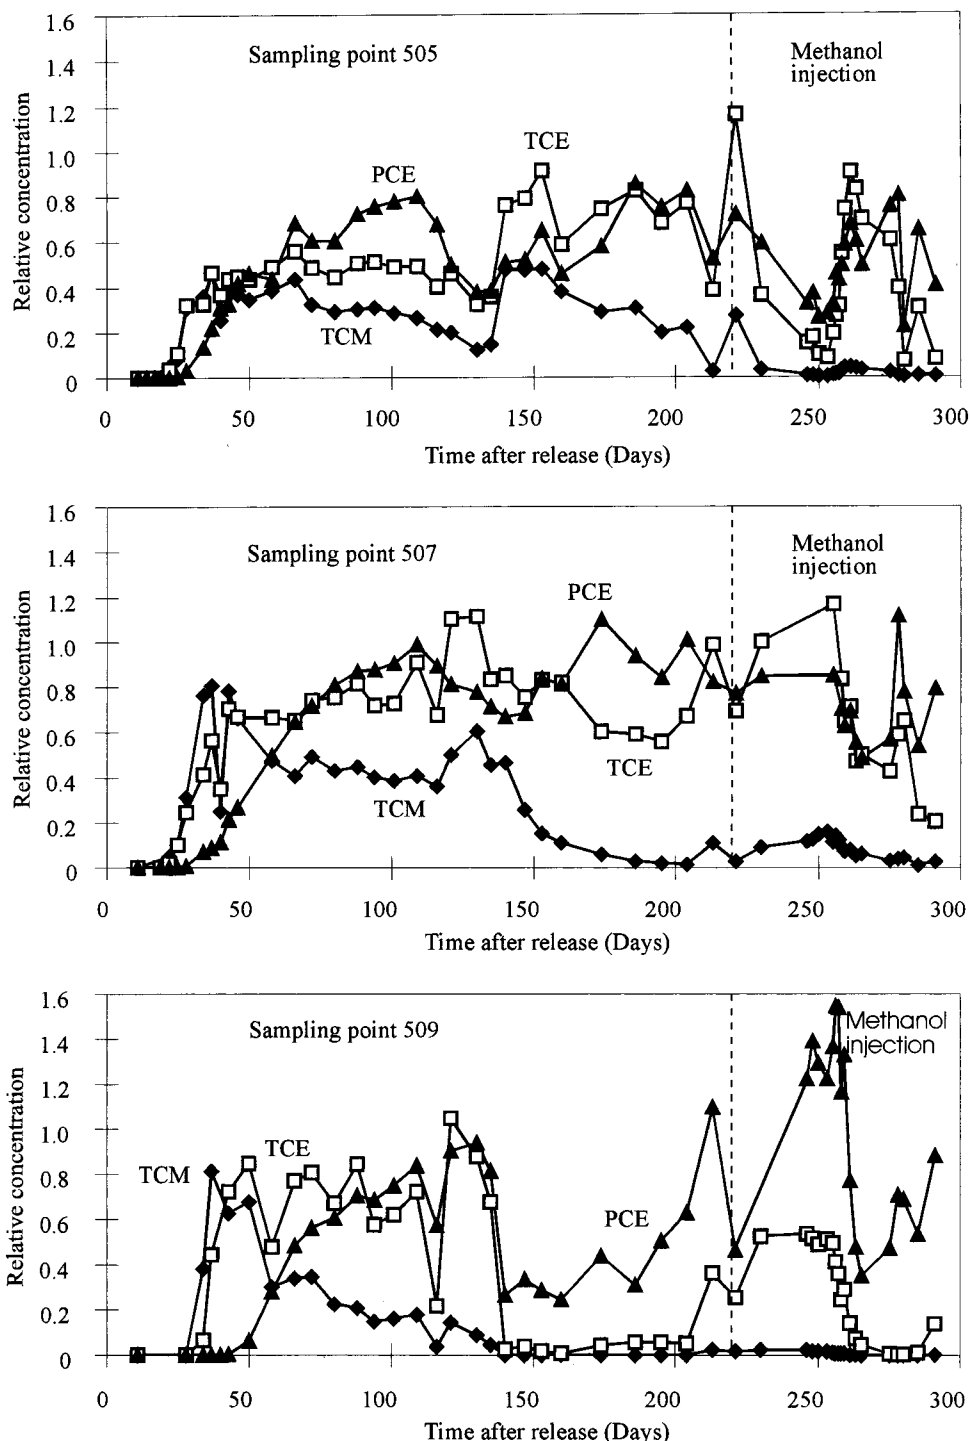 1.6
Sampling point 505
Methanol
injection
1.4
1.2
TCE
1.0
PCE
0.8
0.6
0.4
TCM
0.2
0
Relative concentration
0 50 100 150 200 250 300
Time after release (Days)
1.6
Sampling point 507
Methanol
injection
1.4
1.2
PCE
1.0
0.8
0.6
TCE
0.4
TCM
0.2
0
Relative concentration
0 50 100 150 200 250 300
Time after release (Days)
1.6
Sampling point 509
Methanol
injection
1.4
1.2
1.0
TCE
TCM
0.8
0.6
PCE
0.4
0.2
0
Relative concentration
0 50 100 150 200 250 300
Time after release (Days)